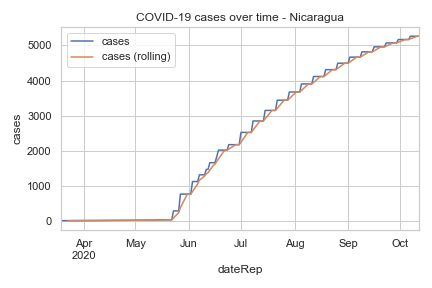 COVID-19 cases over time - Nicaragua
cases
cases (rolling)
5000
4000
3000
2000
1000
0
cases
Apr
2020
May
Jun
Jul
Aug
Sep
Oct
dateRep